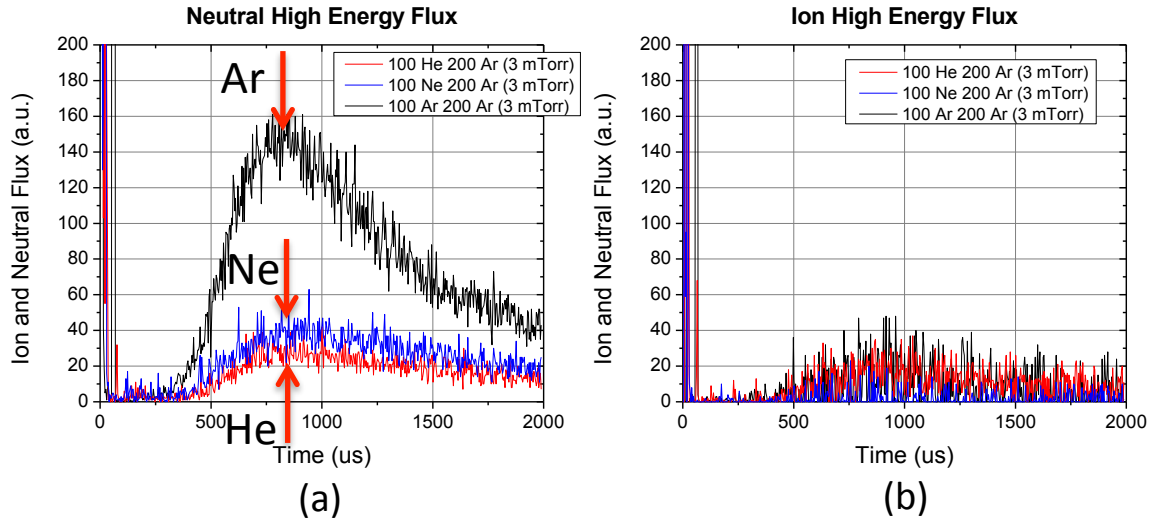 Neutral High Energy Flux
Ion and Neutral Flux (a.u.)
200
180
160
140
120
100
80
60
40
20
0
100 He 200 Ar (3 mTorr)
100 Ne 200 Ar (3 mTorr)
100 Ar 200 Ar (3 mTorr)
Ar
Ne
He
0 500 1000 1500 2000
Time (us)
(a)
Ion High Energy Flux
Ion and Neutral Flux (a.u.)
200
180
160
140
120
100
80
60
40
20
0
100 He 200 Ar (3 mTorr)
100 Ne 200 Ar (3 mTorr)
100 Ar 200 Ar (3 mTorr)
0 500 1000 1500 2000
Time (us)
(b)